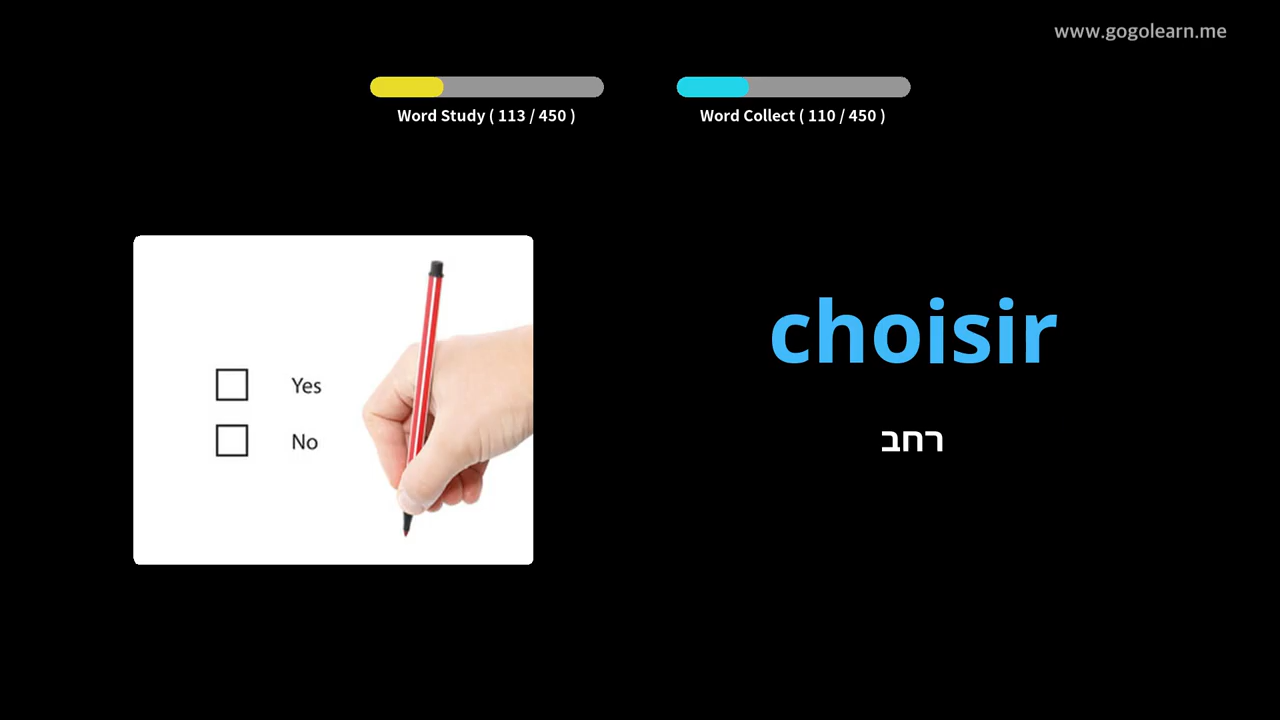 www.gogolearn.me
Word Study ( 113 / 450 )
Word Collect ( 110 / 450 )
Yes
No
choisir
רחב